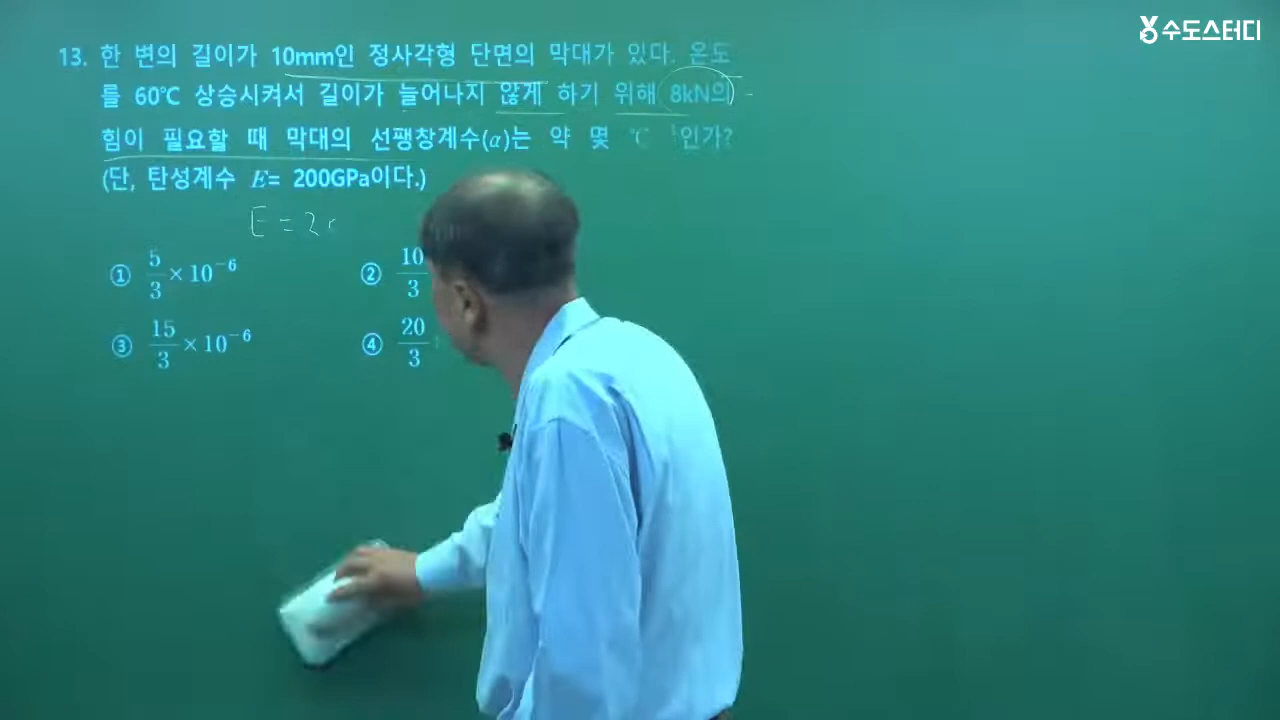 수도스터디
13. 한 변의 길이가 10mm인 정사각형 단면의 막대가 있다. 온도
를 60℃ 상승시켜서 길이가 늘어나지 않게 하기 위해 8kN의
힘이 필요할 때 막대의 선팽창계수(α)는 약 몇 ℃ 인가?
(단, 탄성계수 E= 200GPa이다.)
E = 2
① 5/3 × 10⁻⁶ ② 10/3
③ 15/3 × 10⁻⁶ ④ 20/3